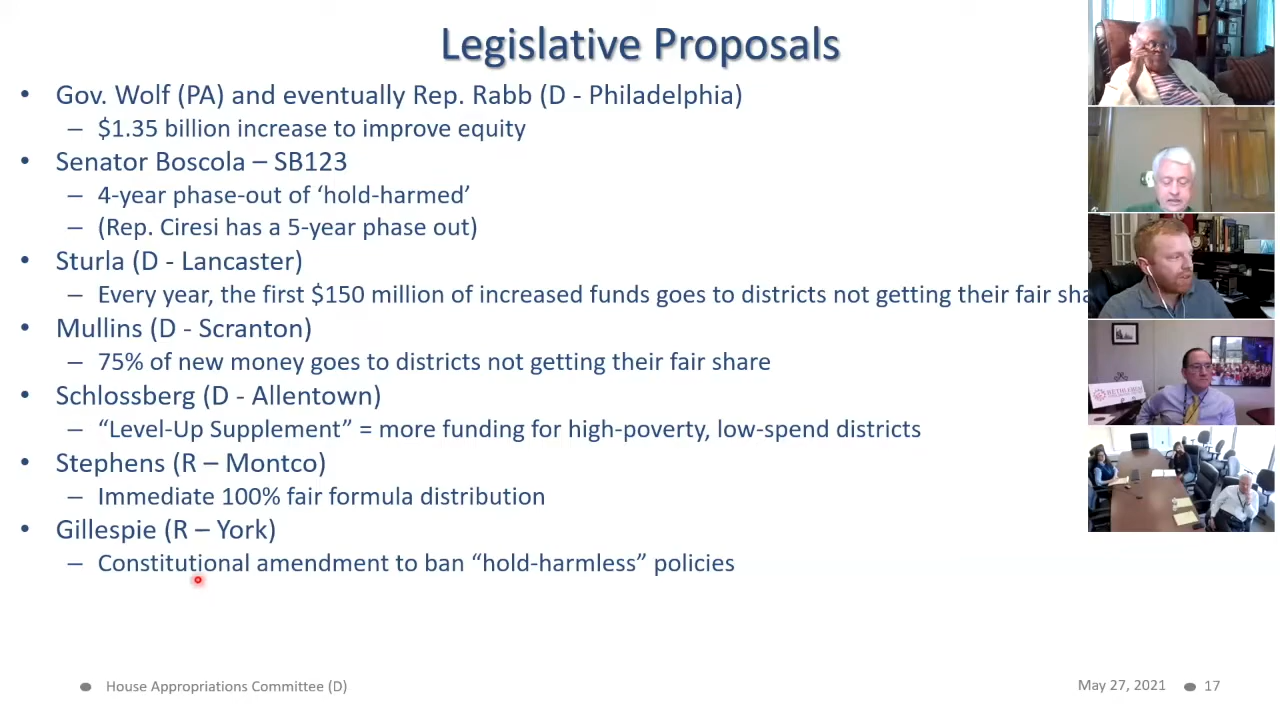 Legislative Proposals
• Gov. Wolf (PA) and eventually Rep. Rabb (D - Philadelphia)
– $1.35 billion increase to improve equity
• Senator Boscola – SB123
– 4-year phase-out of ‘hold-harmed’
– (Rep. Ciresi has a 5-year phase out)
• Sturla (D - Lancaster)
– Every year, the first $150 million of increased funds goes to districts not getting their fair sha
• Mullins (D - Scranton)
– 75% of new money goes to districts not getting their fair share
• Schlossberg (D - Allentown)
– “Level-Up Supplement” = more funding for high-poverty, low-spend districts
• Stephens (R – Montco)
– Immediate 100% fair formula distribution
• Gillespie (R – York)
– Constitutional amendment to ban “hold-harmless” policies
BETHLEHEM
House Appropriations Committee (D)
May 27, 2021 17